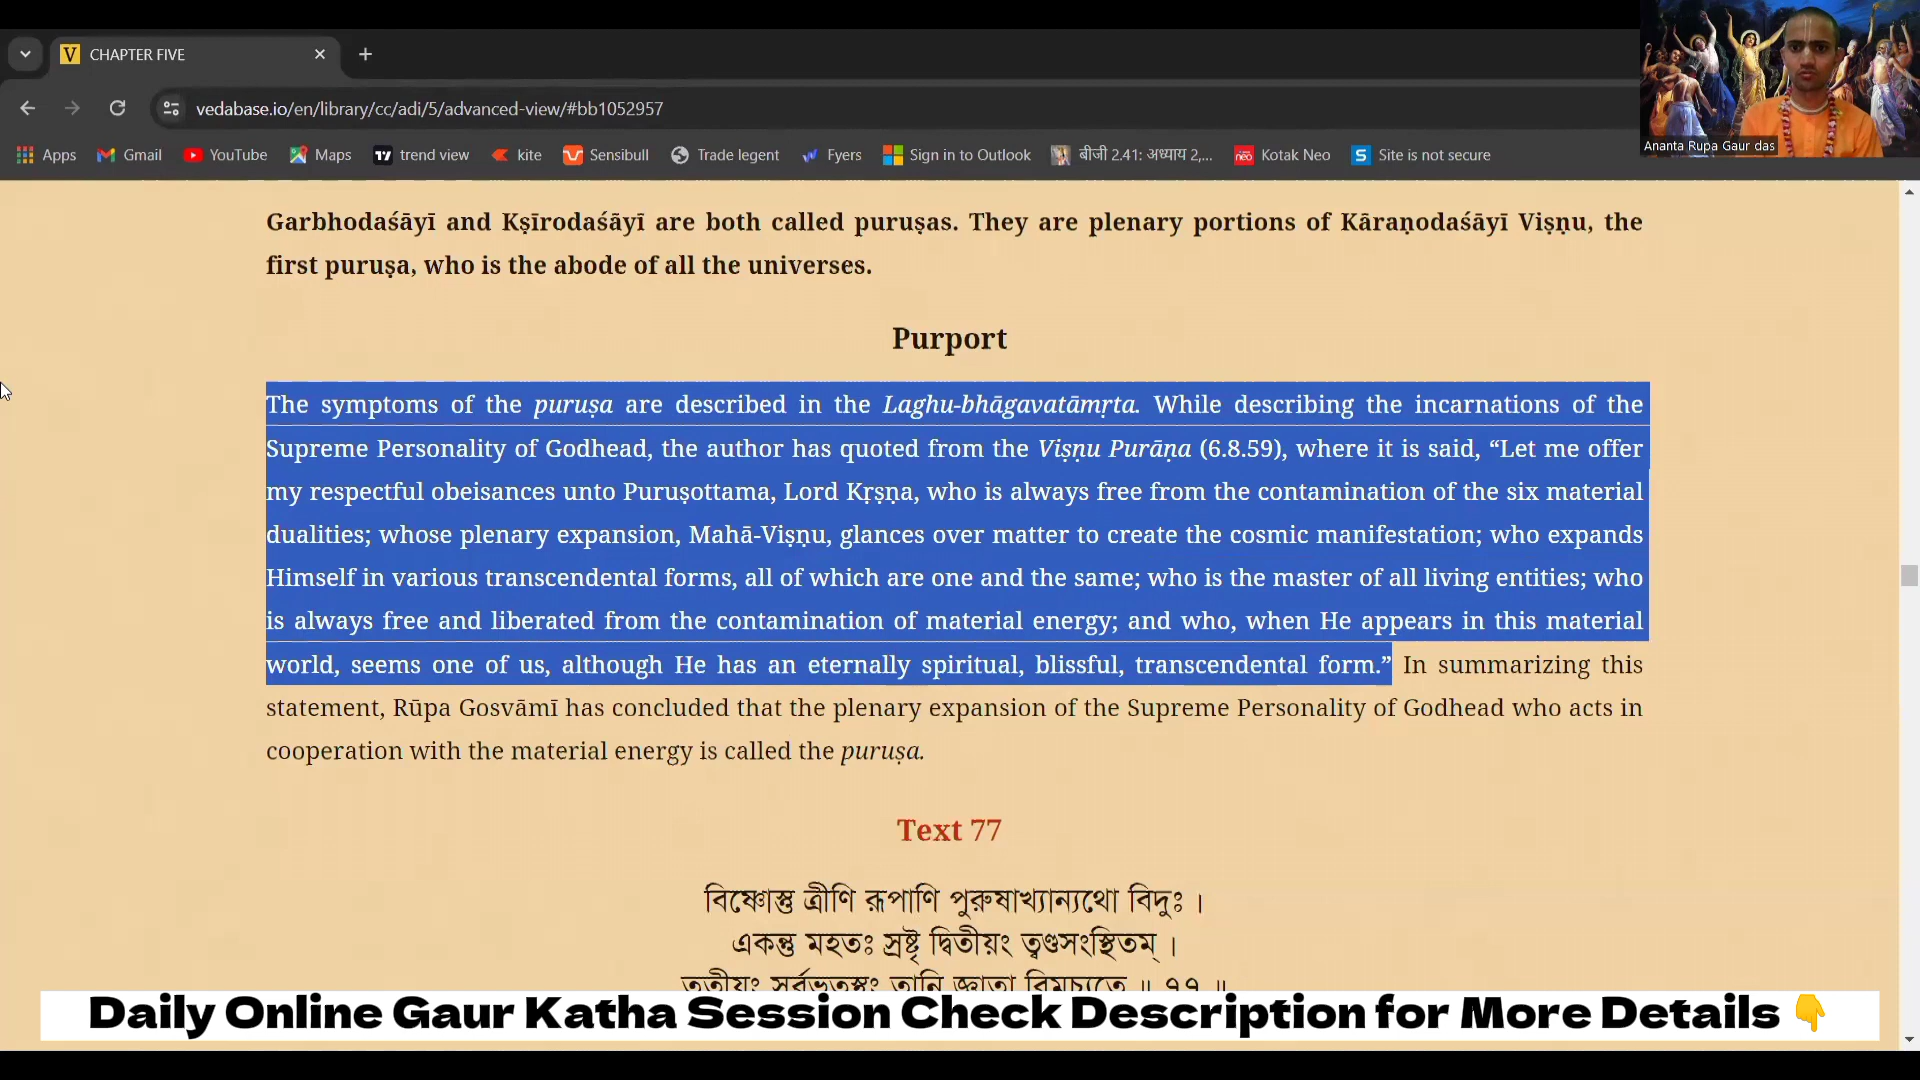 CHAPTER FIVE
vedabase.io/en/library/cc/adi/5/advanced-view/#bb1052957
Apps Gmail YouTube Maps trend view kite Sensibull Trade legent Fyers Sign in to Outlook बीजी 2.41: अध्याय 2,... neo Kotak Neo S Site is not secure
Ananta Rupa Gaur das
Garbhodaśāyī and Kṣīrodaśāyī are both called puruṣas. They are plenary portions of Kāraṇodaśāyī Viṣṇu, the
first puruṣa, who is the abode of all the universes.
Purport
The symptoms of the puruṣa are described in the Laghu-bhāgavatāmṛta. While describing the incarnations of the
Supreme Personality of Godhead, the author has quoted from the Viṣṇu Purāṇa (6.8.59), where it is said, “Let me offer
my respectful obeisances unto Puruṣottama, Lord Kṛṣṇa, who is always free from the contamination of the six material
dualities; whose plenary expansion, Mahā-Viṣṇu, glances over matter to create the cosmic manifestation; who expands
Himself in various transcendental forms, all of which are one and the same; who is the master of all living entities; who
is always free and liberated from the contamination of material energy; and who, when He appears in this material
world, seems one of us, although He has an eternally spiritual, blissful, transcendental form.” In summarizing this
statement, Rūpa Gosvāmī has concluded that the plenary expansion of the Supreme Personality of Godhead who acts in
cooperation with the material energy is called the puruṣa.
Text 77
বিষ্ণোস্তু ত্রীণি রূপাণি পুরুষাখ্যান্যথো বিদুঃ ।
একন্তু মহতঃ স্রষ্টৃ দ্বিতীয়ং ত্বণ্ডসংস্থিতম্ ।
তৃতীয়ং সর্বভূতস্থং তানি জ্ঞাত্বা বিমুচ্যতে ॥ ৭৭ ॥
Daily Online Gaur Katha Session Check Description for More Details 👇